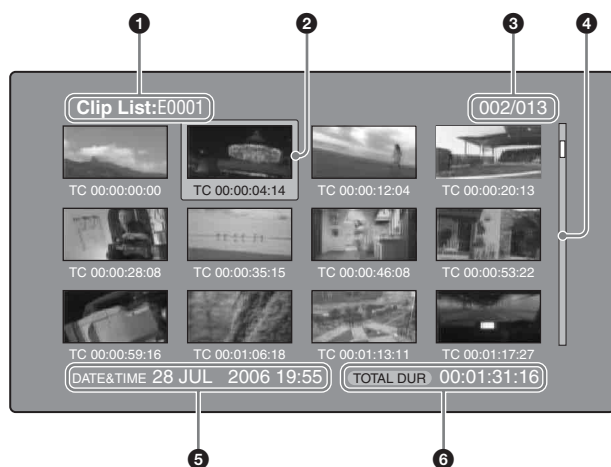 1 2 3 4
Clip List:E0001 002/013
TC 00:00:00:00 TC 00:00:04:14 TC 00:00:12:04 TC 00:00:20:13
TC 00:00:28:08 TC 00:00:35:15 TC 00:00:46:08 TC 00:00:53:22
TC 00:00:59:16 TC 00:01:06:18 TC 00:01:13:11 TC 00:01:17:27
DATE&TIME 28 JUL 2006 19:55 TOTAL DUR 00:01:31:16
5 6